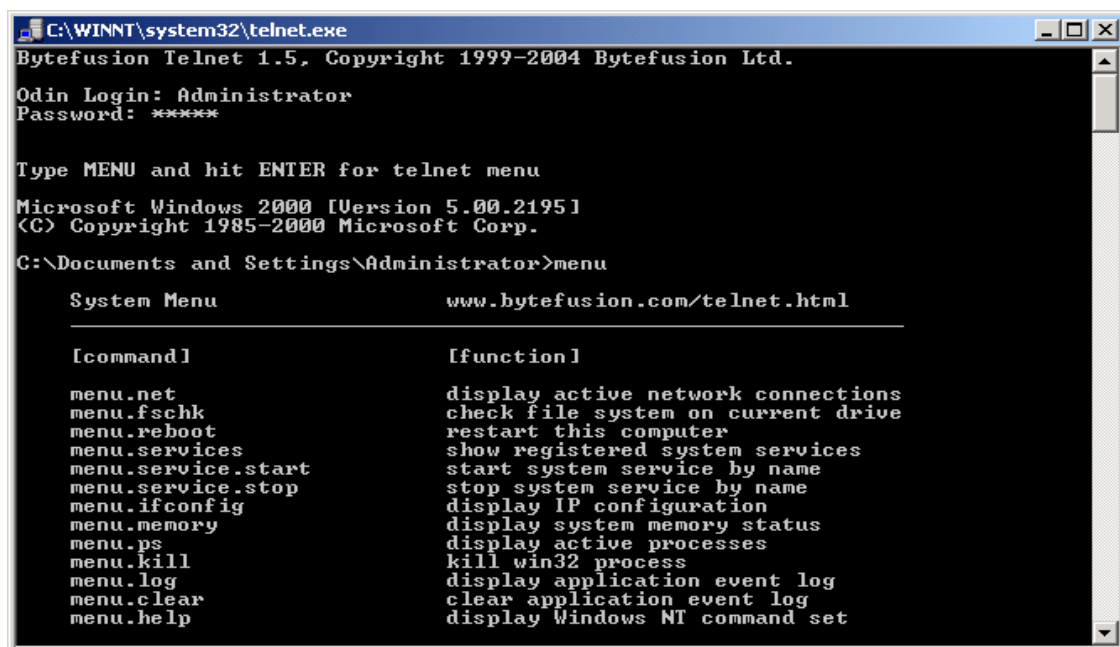 C:\WINNT\system32\telnet.exe
Bytefusion Telnet 1.5, Copyright 1999-2004 Bytefusion Ltd.
Odin Login: Administrator
Password: *****
Type MENU and hit ENTER for telnet menu
Microsoft Windows 2000 [Version 5.00.2195]
(C) Copyright 1985-2000 Microsoft Corp.
C:\Documents and Settings\Administrator>menu
System Menu www.bytefusion.com/telnet.html
[command] [function]
menu.net display active network connections
menu.fschk check file system on current drive
menu.reboot restart this computer
menu.services show registered system services
menu.service.start start system service by name
menu.service.stop stop system service by name
menu.ifconfig display IP configuration
menu.memory display system memory status
menu.ps display active processes
menu.kill kill win32 process
menu.log display application event log
menu.clear clear application event log
menu.help display Windows NT command set